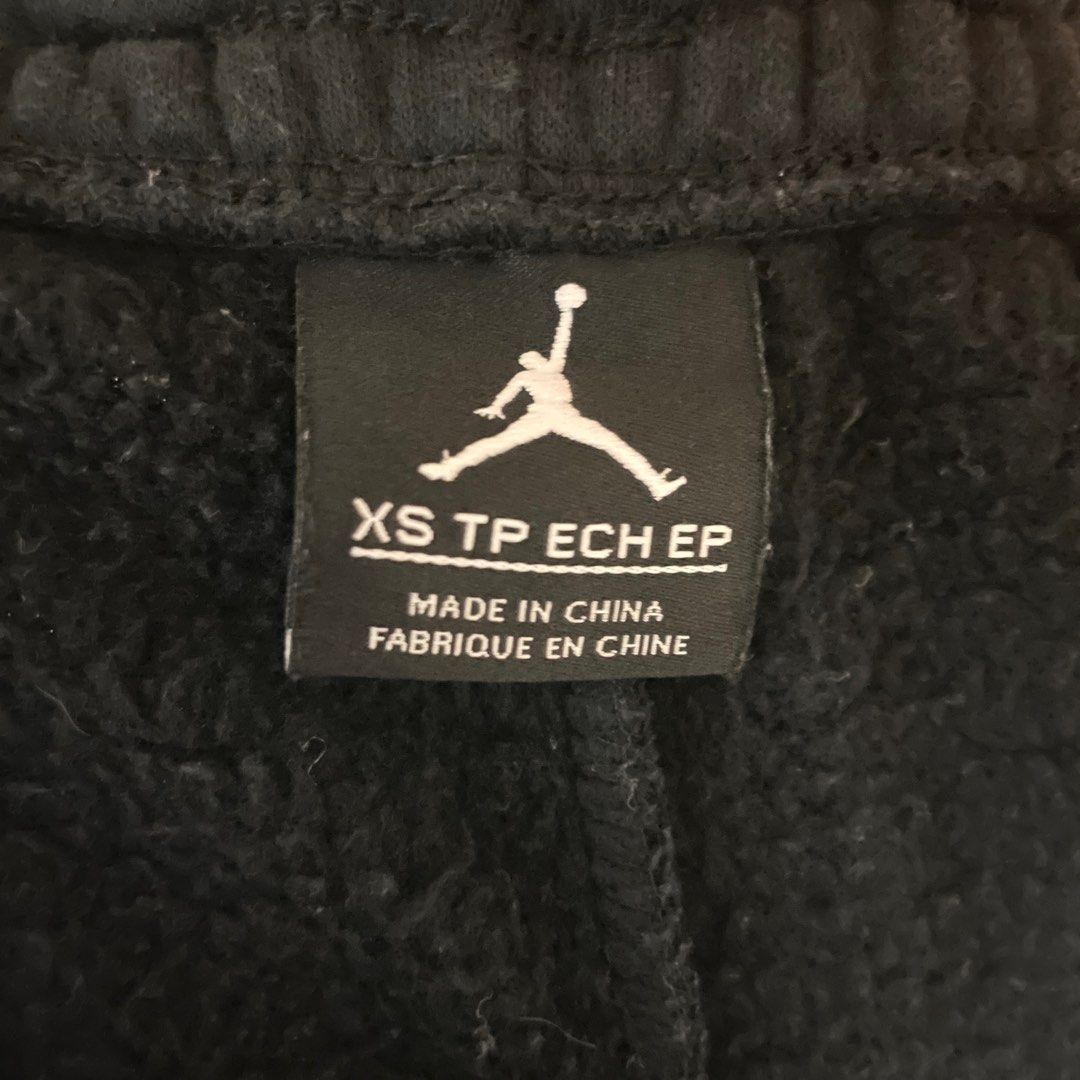 XS TP ECH EP
MADE IN CHINA
FABRIQUE EN CHINE